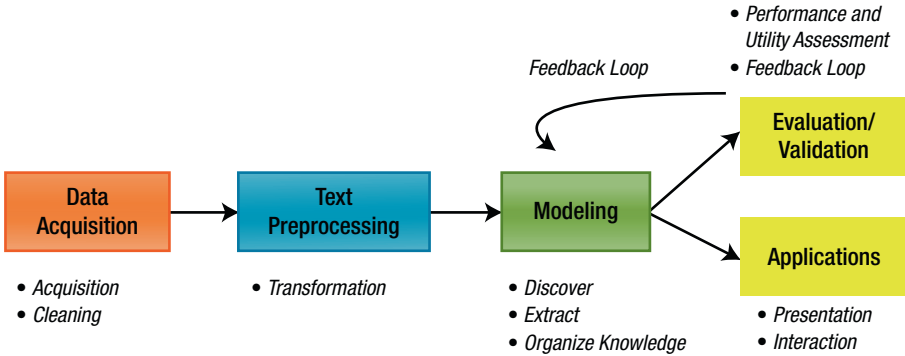 • Performance and
Utility Assessment
• Feedback Loop
Feedback Loop
Evaluation/
Validation
Data
Acquisition
Text
Preprocessing
Modeling
Applications
• Acquisition
• Cleaning
• Transformation
• Discover
• Extract
• Organize Knowledge
• Presentation
• Interaction